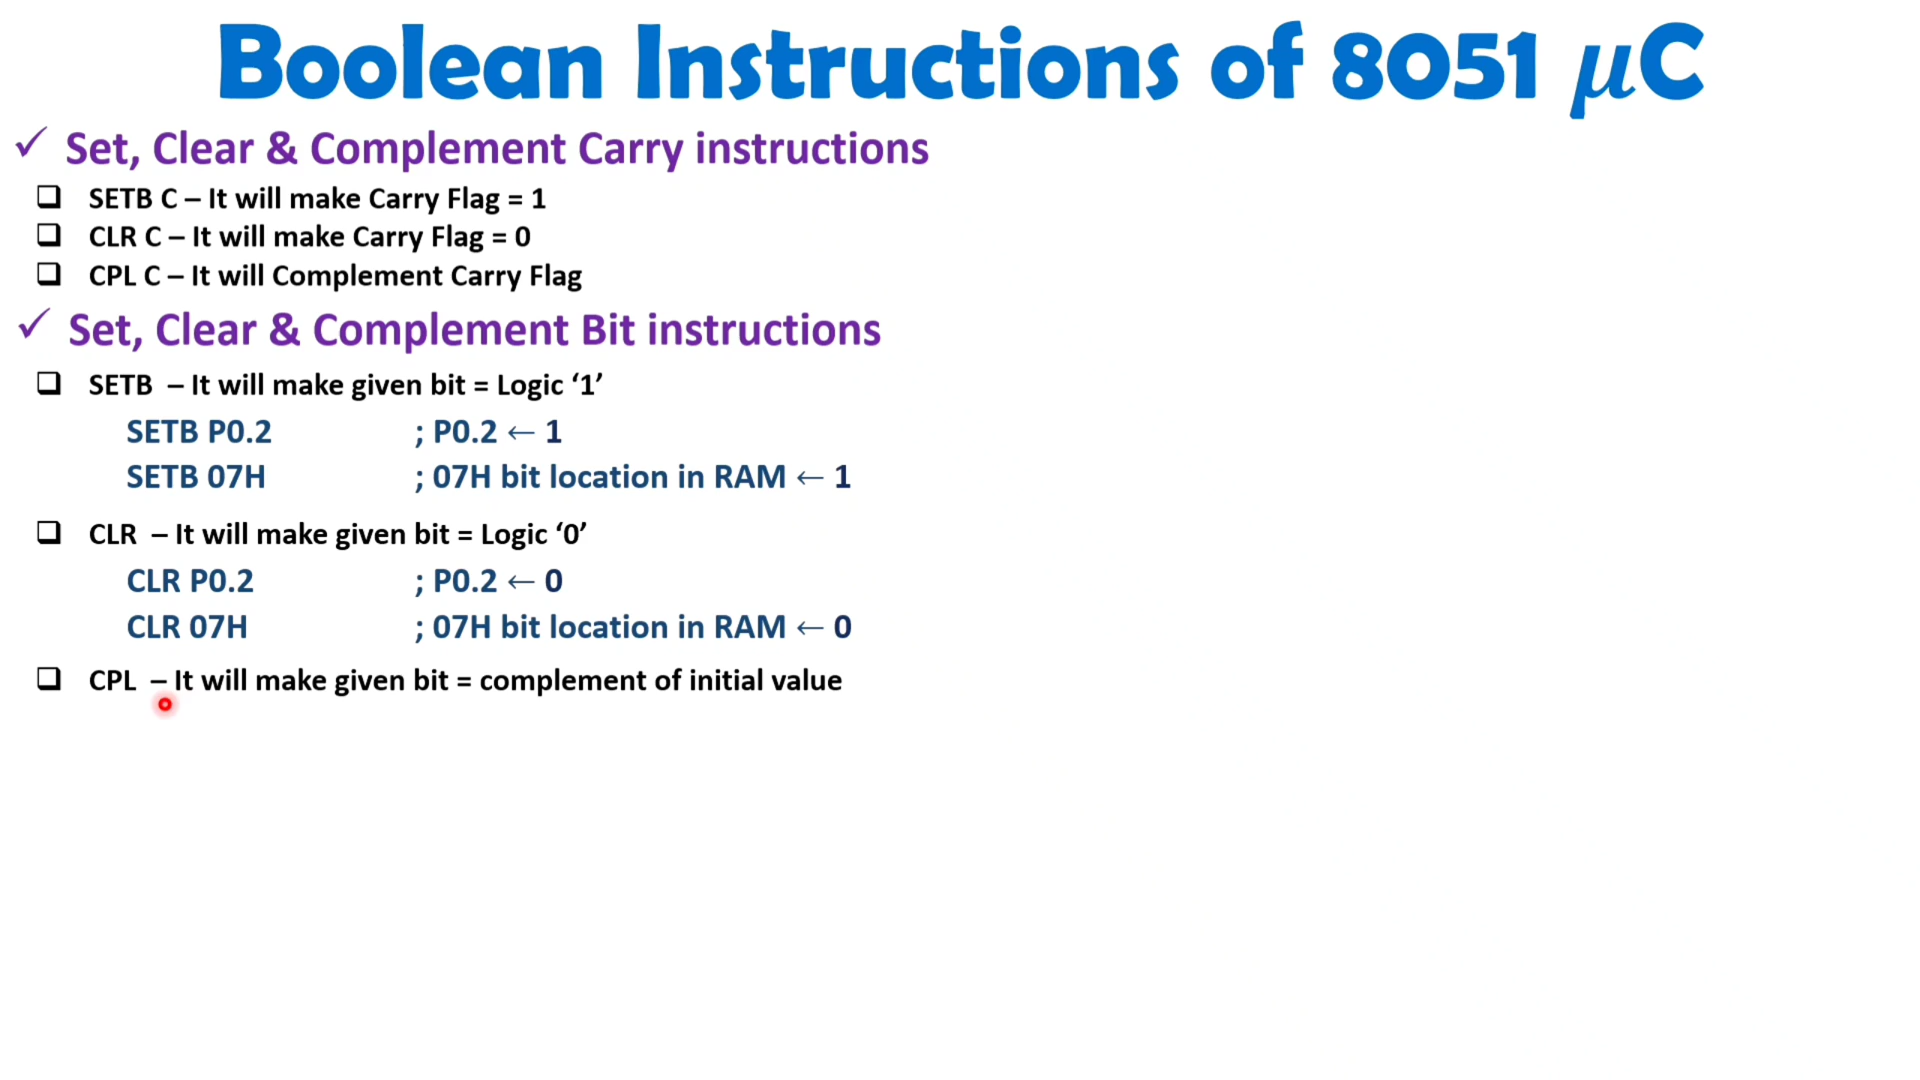 Boolean Instructions of 8051 μC
✓ Set, Clear & Complement Carry instructions
❑ SETB C – It will make Carry Flag = 1
❑ CLR C – It will make Carry Flag = 0
❑ CPL C – It will Complement Carry Flag
✓ Set, Clear & Complement Bit instructions
❑ SETB – It will make given bit = Logic ‘1’
SETB P0.2 ; P0.2 ← 1
SETB 07H ; 07H bit location in RAM ← 1
❑ CLR – It will make given bit = Logic ‘0’
CLR P0.2 ; P0.2 ← 0
CLR 07H ; 07H bit location in RAM ← 0
❑ CPL – It will make given bit = complement of initial value